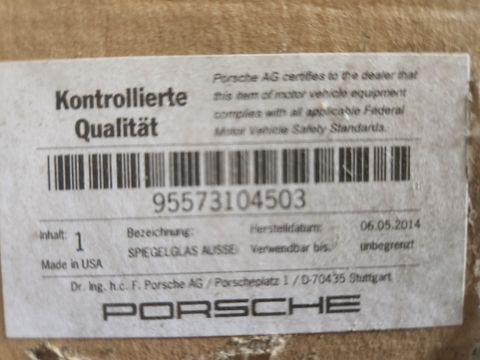 Kontrollierte
Qualität
Porsche AG certifies to the dealer that
this item of motor vehicle equipment
complies with all applicable Federal
Motor Vehicle Safety Standards.
95573104503
Inhalt: 1 Bezeichnung: Herstelldatum: 06.05.2014
Made in USA SPIEGELGLAS AUSSE Verwendbar bis: unbegrenzt
Dr. Ing. h.c. F. Porsche AG / Porscheplatz 1 / D-70435 Stuttgart
PORSCHE